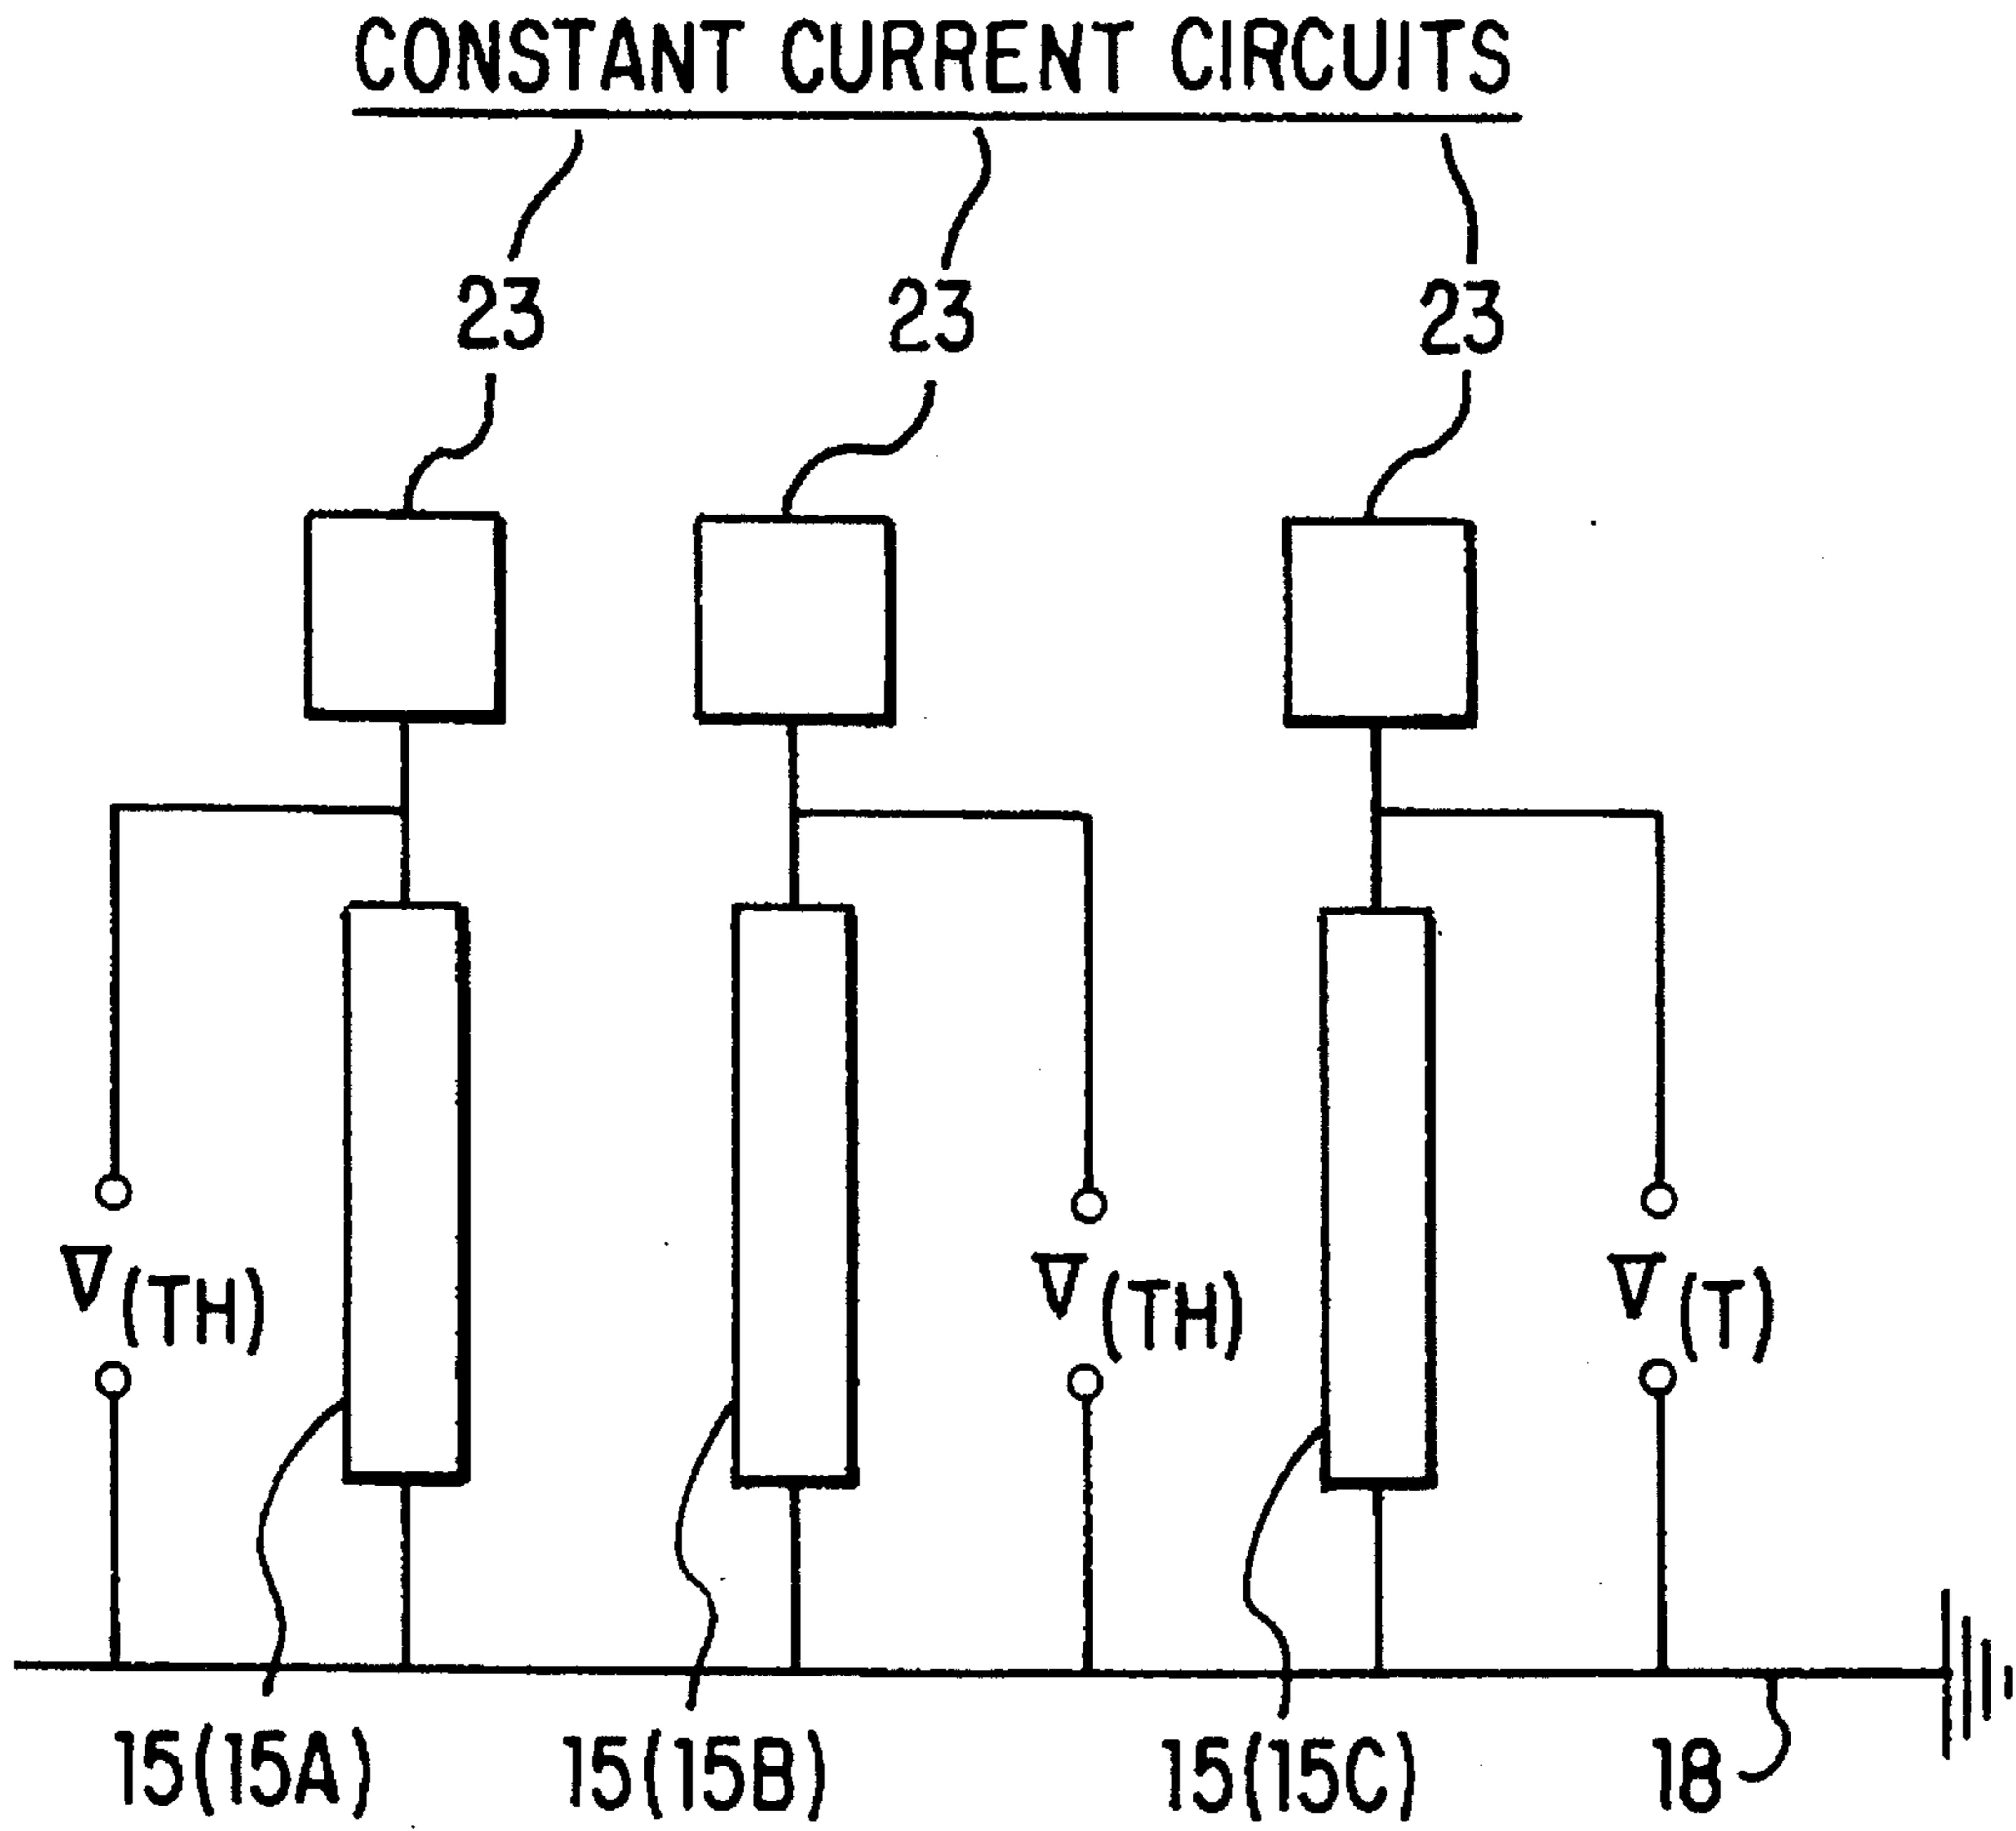 CONSTANT CURRENT CIRCUITS
23 23 23
V(TH) V(TH) V(T)
15(15A) 15(15B) 15(15C) 18